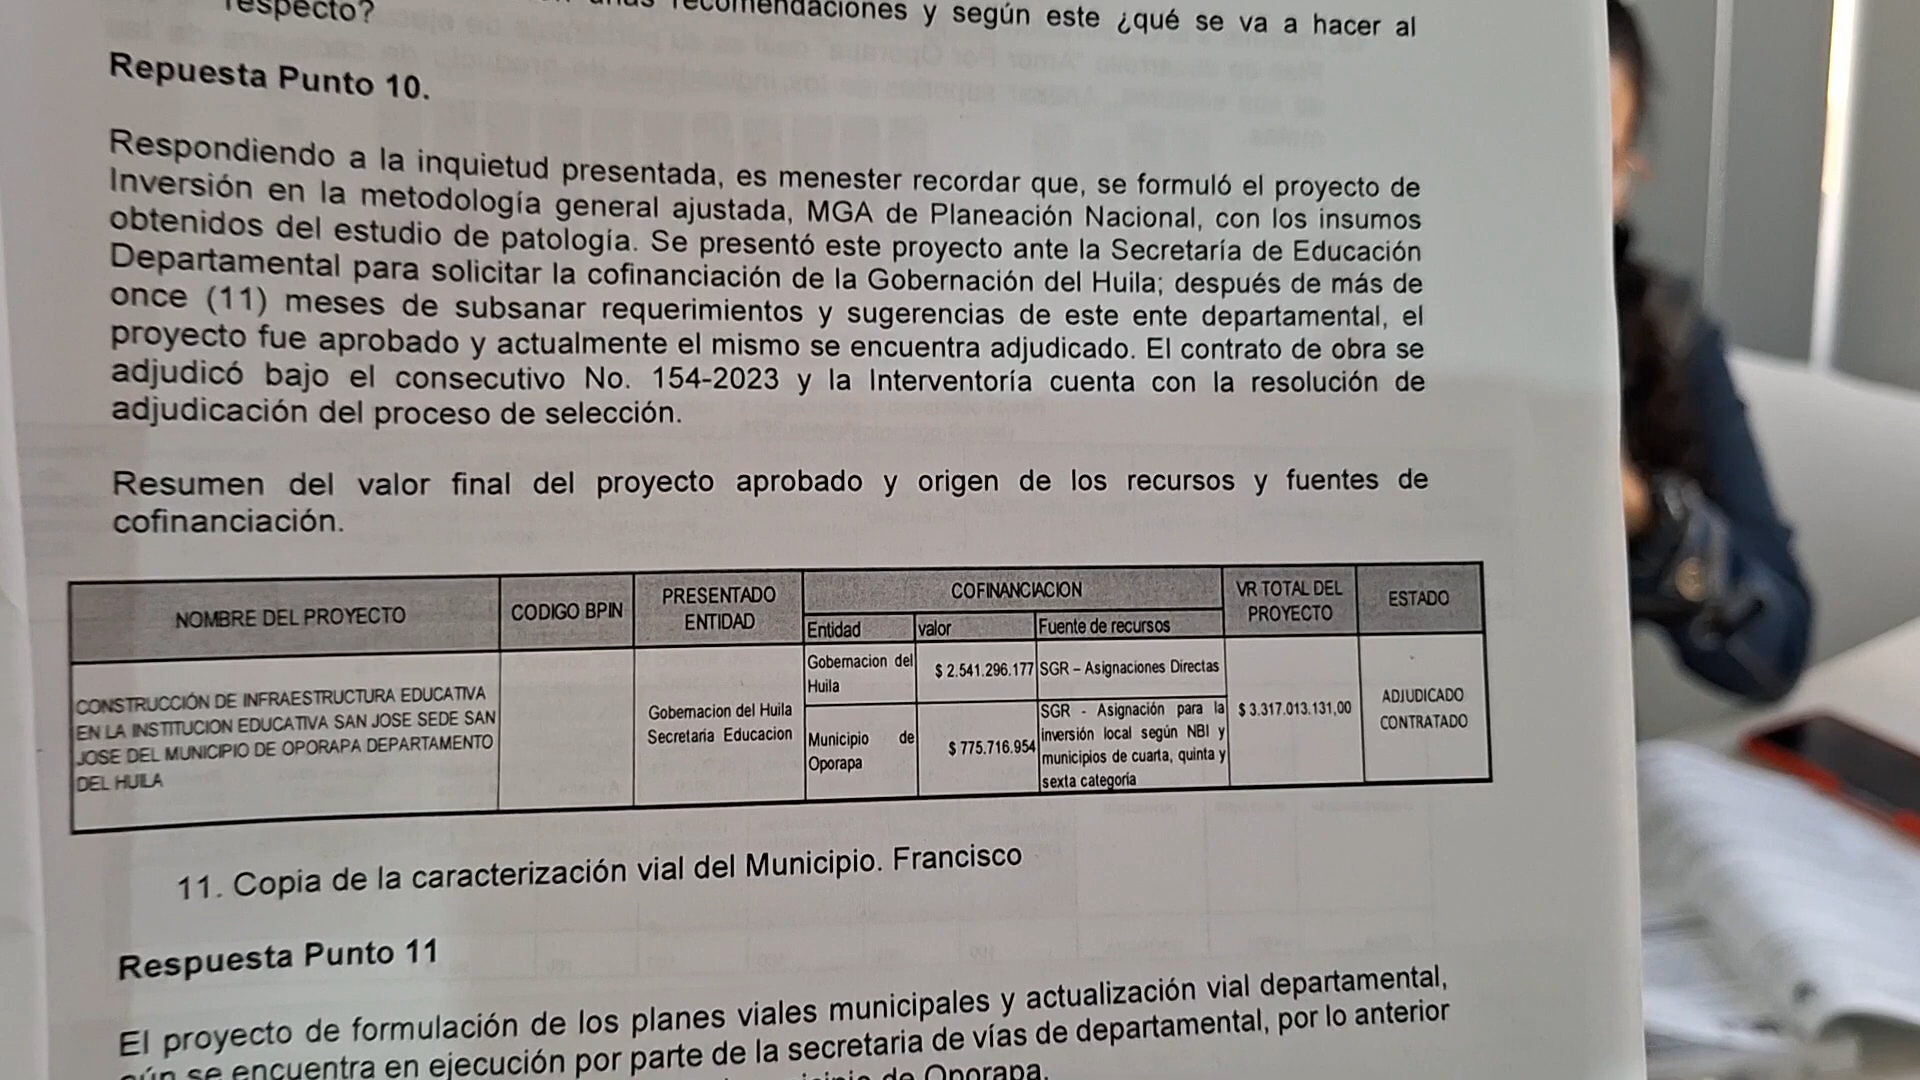 respecto?
recomendaciones y según este ¿qué se va a hacer al
Repuesta Punto 10.
Respondiendo a la inquietud presentada, es menester recordar que, se formuló el proyecto de
Inversión en la metodología general ajustada, MGA de Planeación Nacional, con los insumos
obtenidos del estudio de patología. Se presentó este proyecto ante la Secretaría de Educación
Departamental para solicitar la cofinanciación de la Gobernación del Huila; después de más de
once (11) meses de subsanar requerimientos y sugerencias de este ente departamental, el
proyecto fue aprobado y actualmente el mismo se encuentra adjudicado. El contrato de obra se
adjudicó bajo el consecutivo No. 154-2023 y la Interventoría cuenta con la resolución de
adjudicación del proceso de selección.
Resumen del valor final del proyecto aprobado y origen de los recursos y fuentes de
cofinanciación.
NOMBRE DEL PROYECTO
CODIGO BPIN
PRESENTADO
ENTIDAD
COFINANCIACION
Entidad
valor
Fuente de recursos
VR TOTAL DEL
PROYECTO
ESTADO
CONSTRUCCIÓN DE INFRAESTRUCTURA EDUCATIVA
EN LA INSTITUCION EDUCATIVA SAN JOSE SEDE SAN
JOSE DEL MUNICIPIO DE OPORAPA DEPARTAMENTO
DEL HUILA
Gobernacion del Huila
Secretaria Educacion
Gobernacion del
Huila
$ 2.541.296.177
SGR – Asignaciones Directas
Municipio de
Oporapa
$ 775.716.954
SGR - Asignación para la
inversión local según NBI y
municipios de cuarta, quinta y
sexta categoría
$ 3.317.013.131,00
ADJUDICADO
CONTRATADO
11. Copia de la caracterización vial del Municipio. Francisco
Respuesta Punto 11
El proyecto de formulación de los planes viales municipales y actualización vial departamental,
aún se encuentra en ejecución por parte de la secretaria de vías de departamental, por lo anterior
de Oporapa.